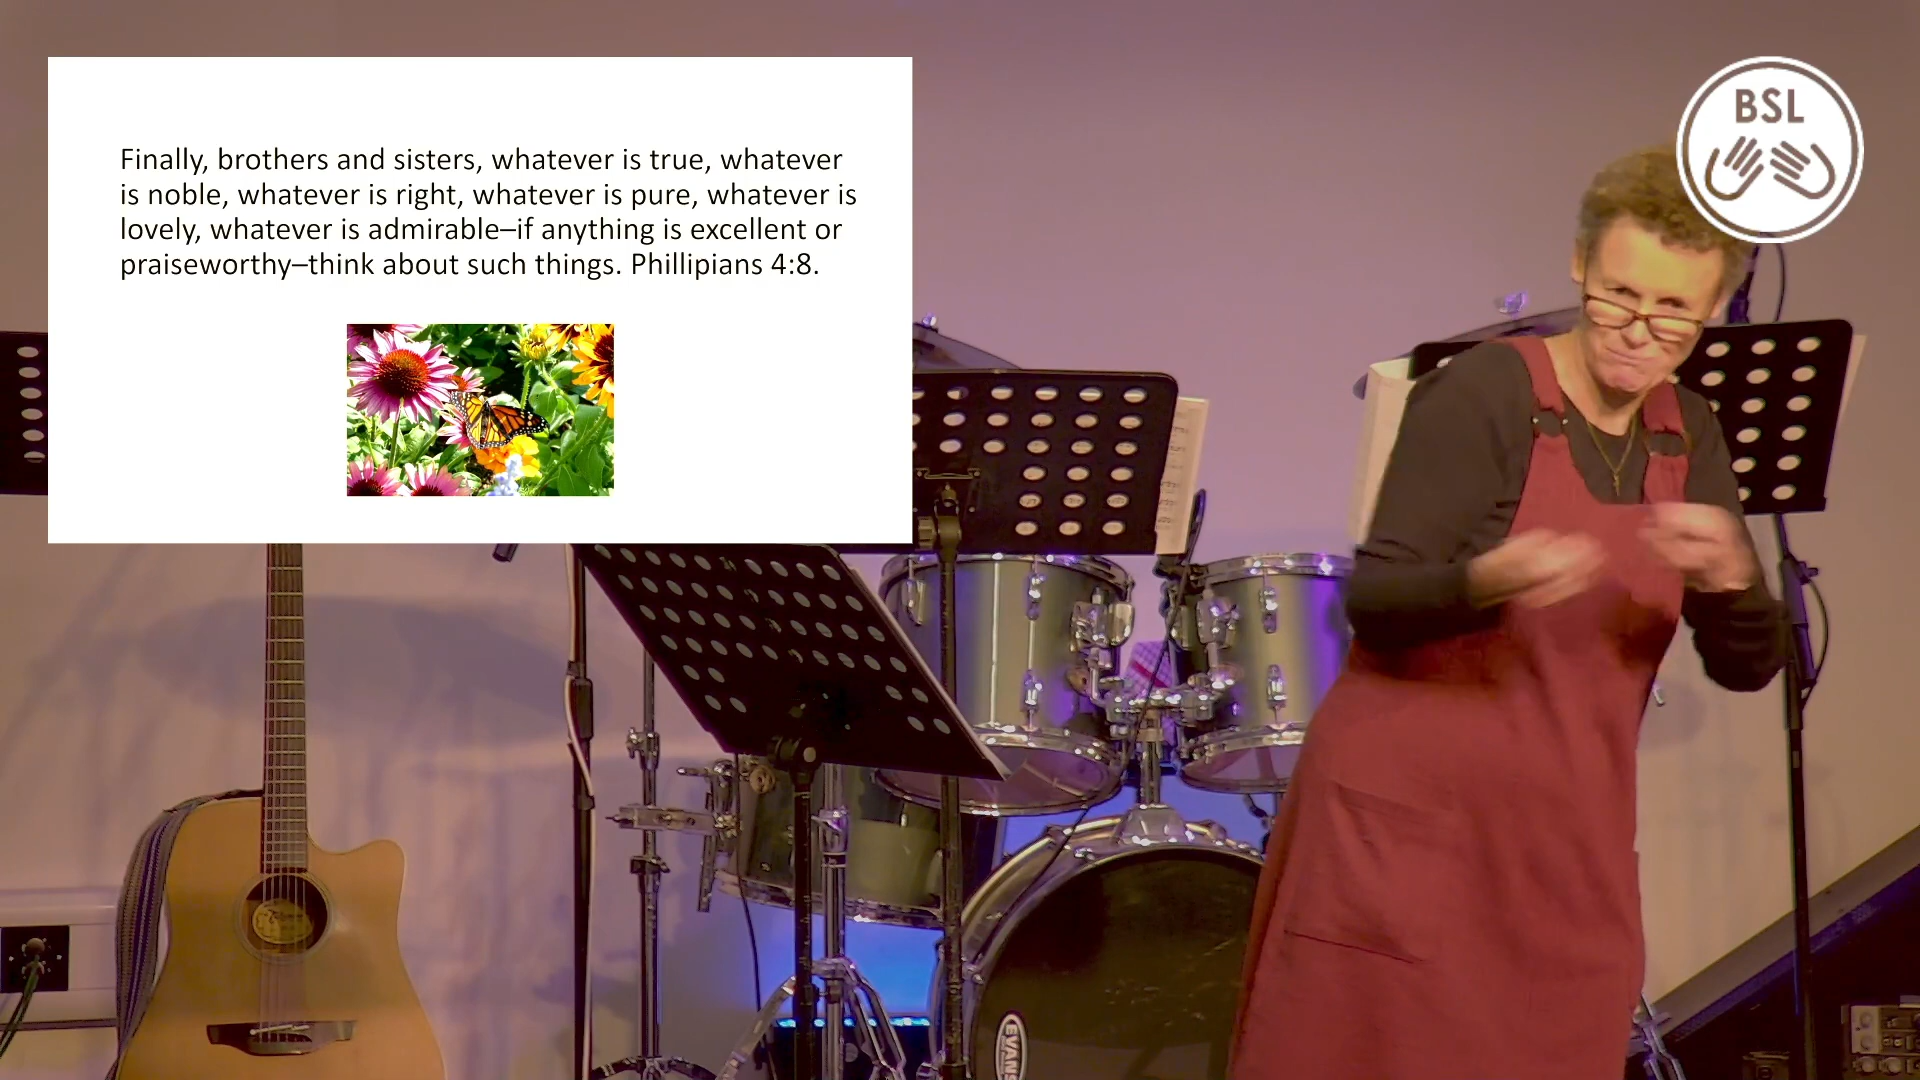 Finally, brothers and sisters, whatever is true, whatever
is noble, whatever is right, whatever is pure, whatever is
lovely, whatever is admirable–if anything is excellent or
praiseworthy–think about such things. Phillipians 4:8.
BSL
EVANS